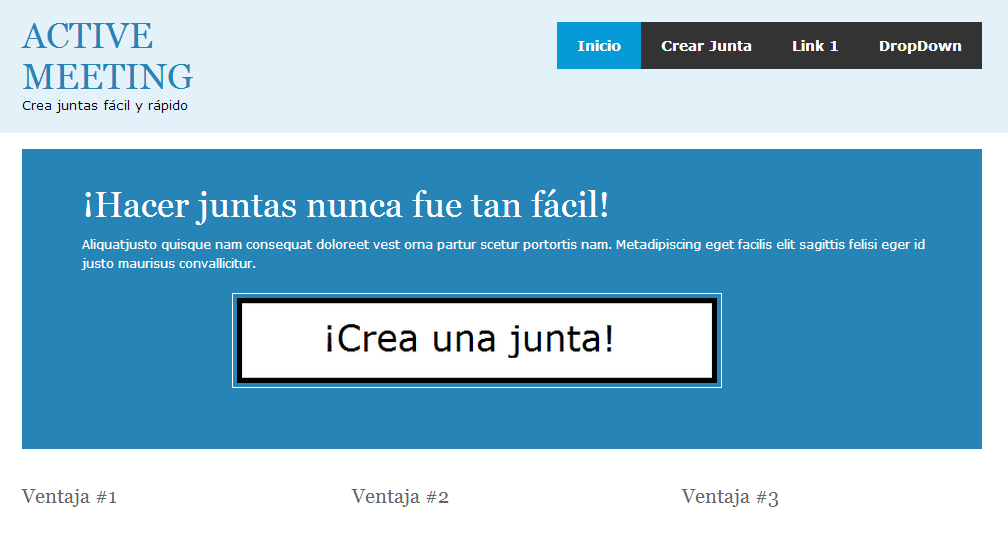 ACTIVE
MEETING
Crea juntas fácil y rápido
Inicio Crear Junta Link 1 DropDown
¡Hacer juntas nunca fue tan fácil!
Aliquatjusto quisque nam consequat doloreet vest orna partur scetur portortis nam. Metadipiscing eget facilis elit sagittis felisi eger id
justo maurisus convallicitur.
¡Crea una junta!
Ventaja #1 Ventaja #2 Ventaja #3